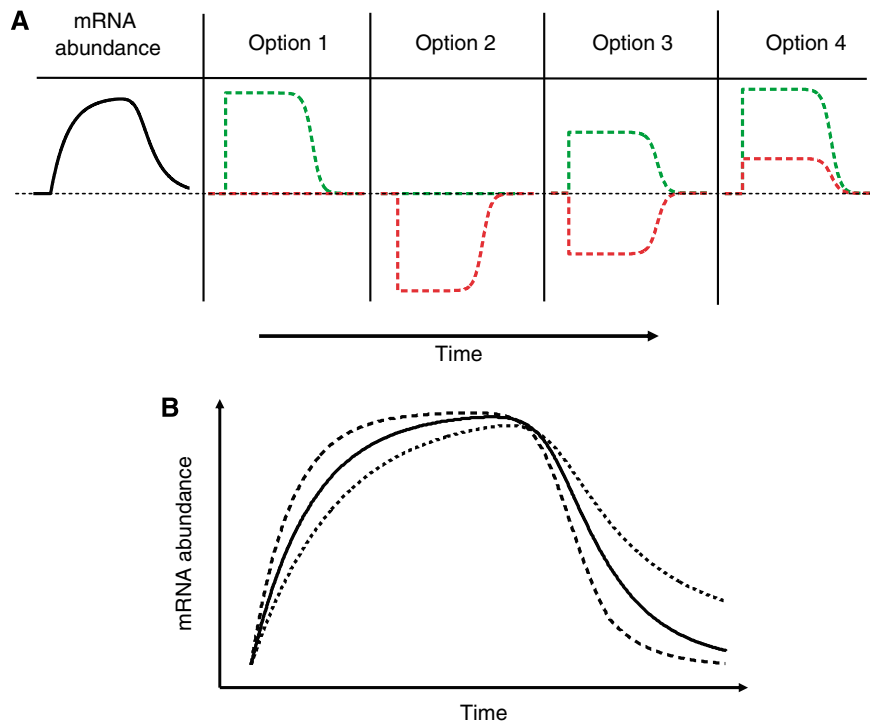 A
mRNA
abundance
Option 1
Option 2
Option 3
Option 4
Time
B
mRNA abundance
Time